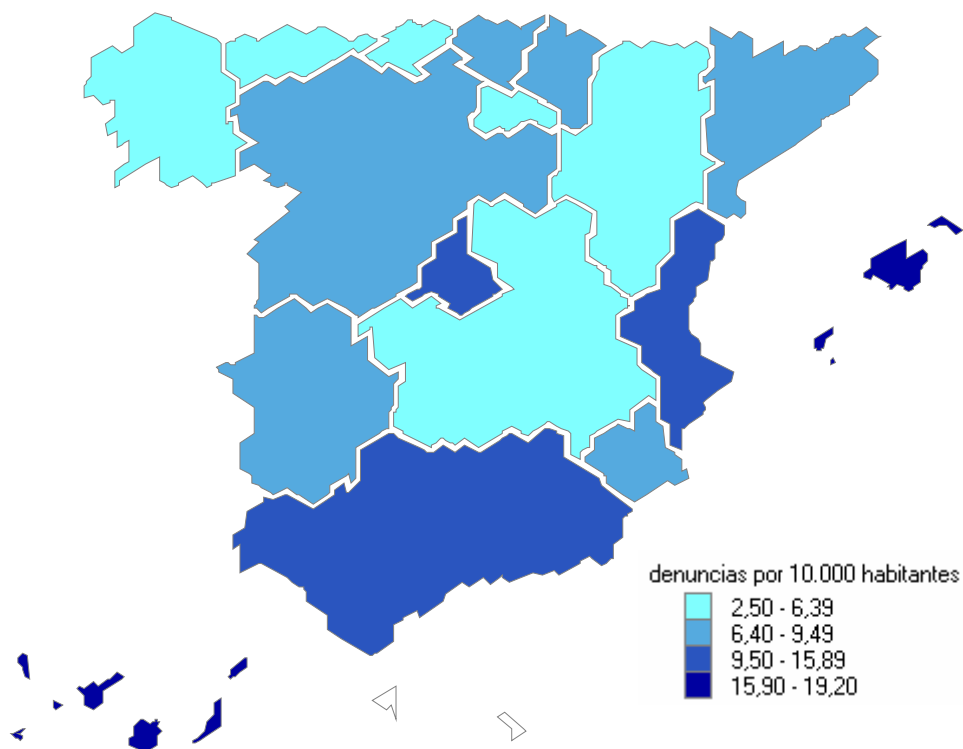 denuncias por 10.000 habitantes
2,50 - 6,39
6,40 - 9,49
9,50 - 15,89
15,90 - 19,20